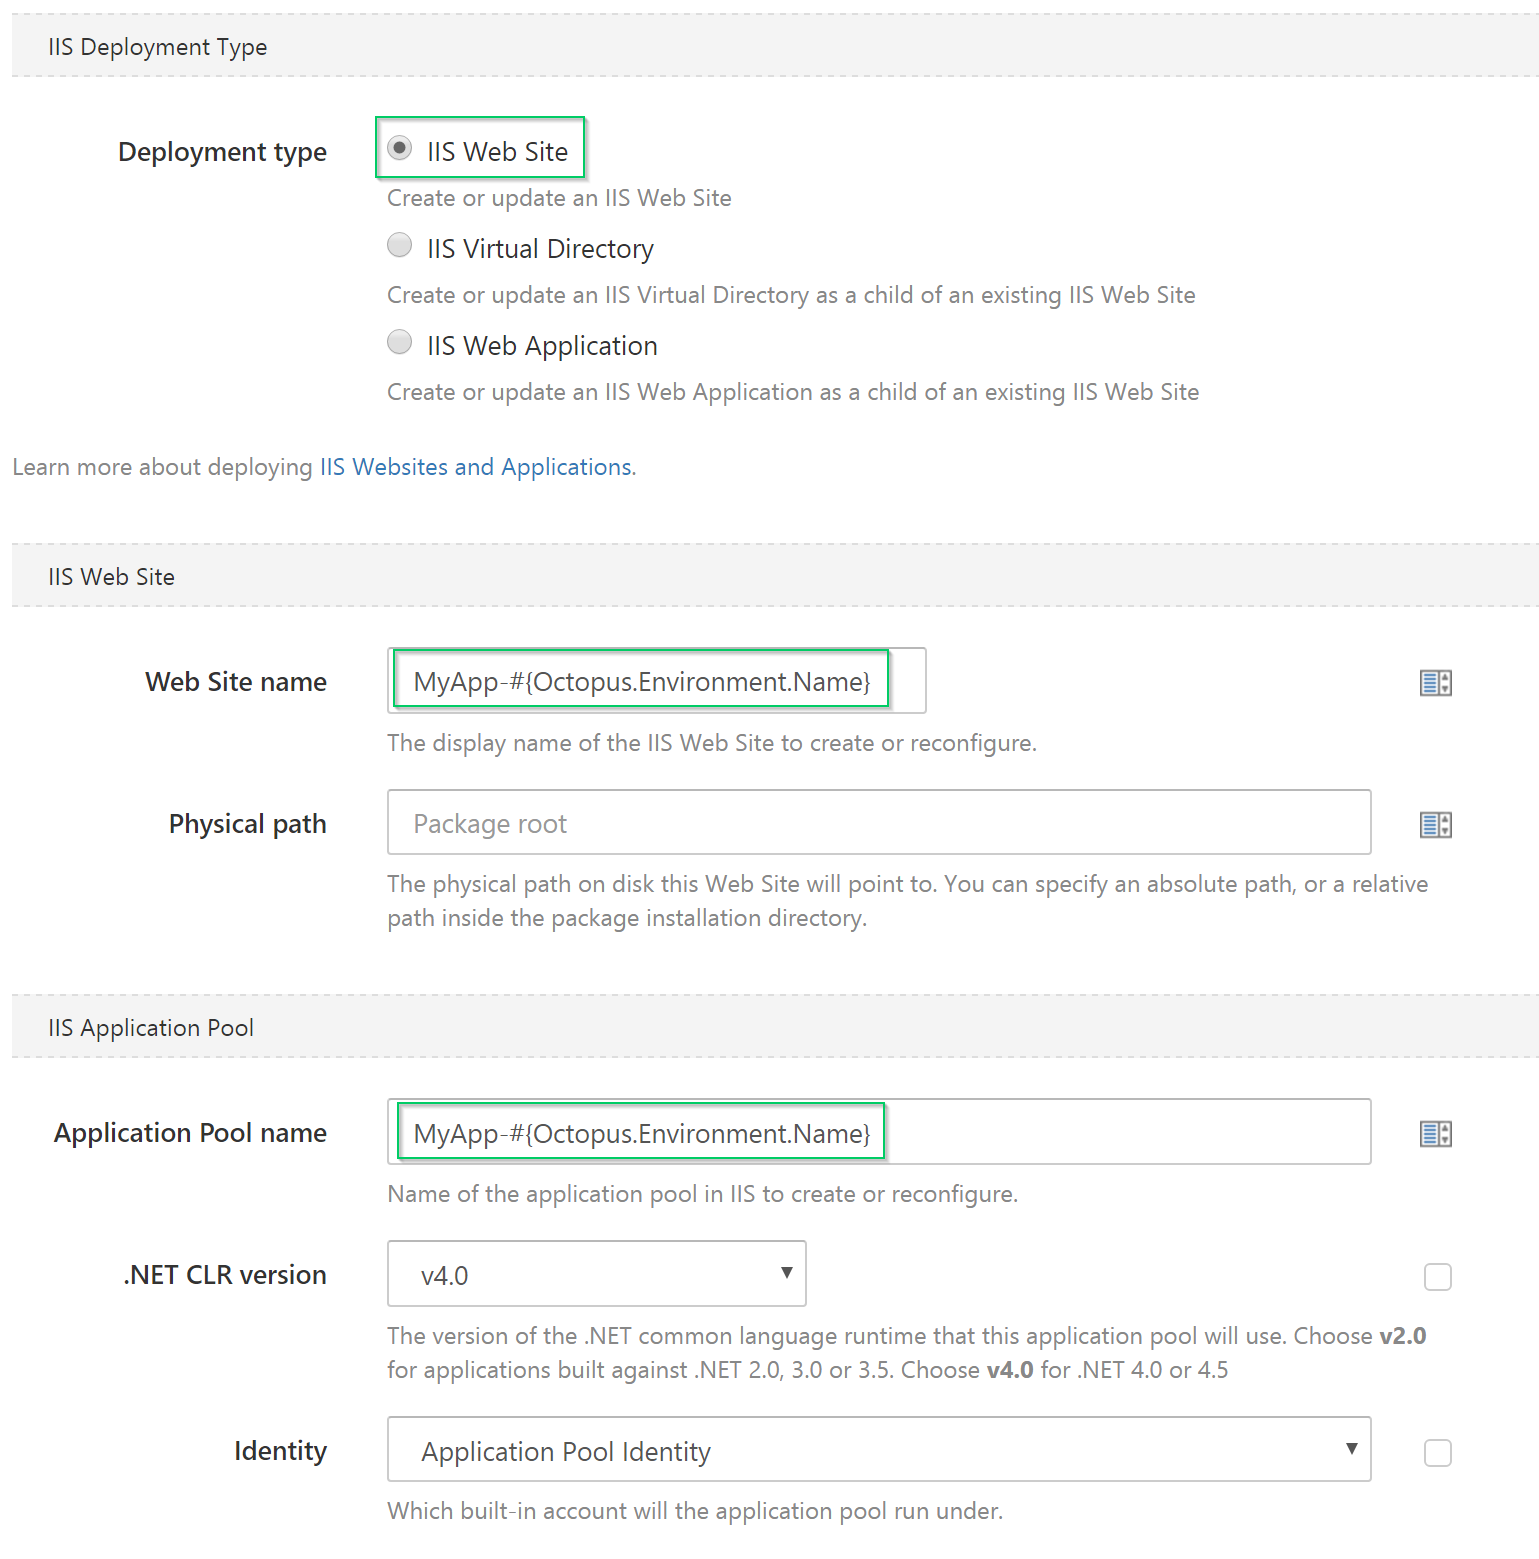 IIS Deployment Type
Deployment type
IIS Web Site
Create or update an IIS Web Site
IIS Virtual Directory
Create or update an IIS Virtual Directory as a child of an existing IIS Web Site
IIS Web Application
Create or update an IIS Web Application as a child of an existing IIS Web Site
Learn more about deploying IIS Websites and Applications.
IIS Web Site
Web Site name
MyApp-#{Octopus.Environment.Name}
The display name of the IIS Web Site to create or reconfigure.
Physical path
Package root
The physical path on disk this Web Site will point to. You can specify an absolute path, or a relative
path inside the package installation directory.
IIS Application Pool
Application Pool name
MyApp-#{Octopus.Environment.Name}
Name of the application pool in IIS to create or reconfigure.
.NET CLR version
v4.0
The version of the .NET common language runtime that this application pool will use. Choose v2.0
for applications built against .NET 2.0, 3.0 or 3.5. Choose v4.0 for .NET 4.0 or 4.5
Identity
Application Pool Identity
Which built-in account will the application pool run under.